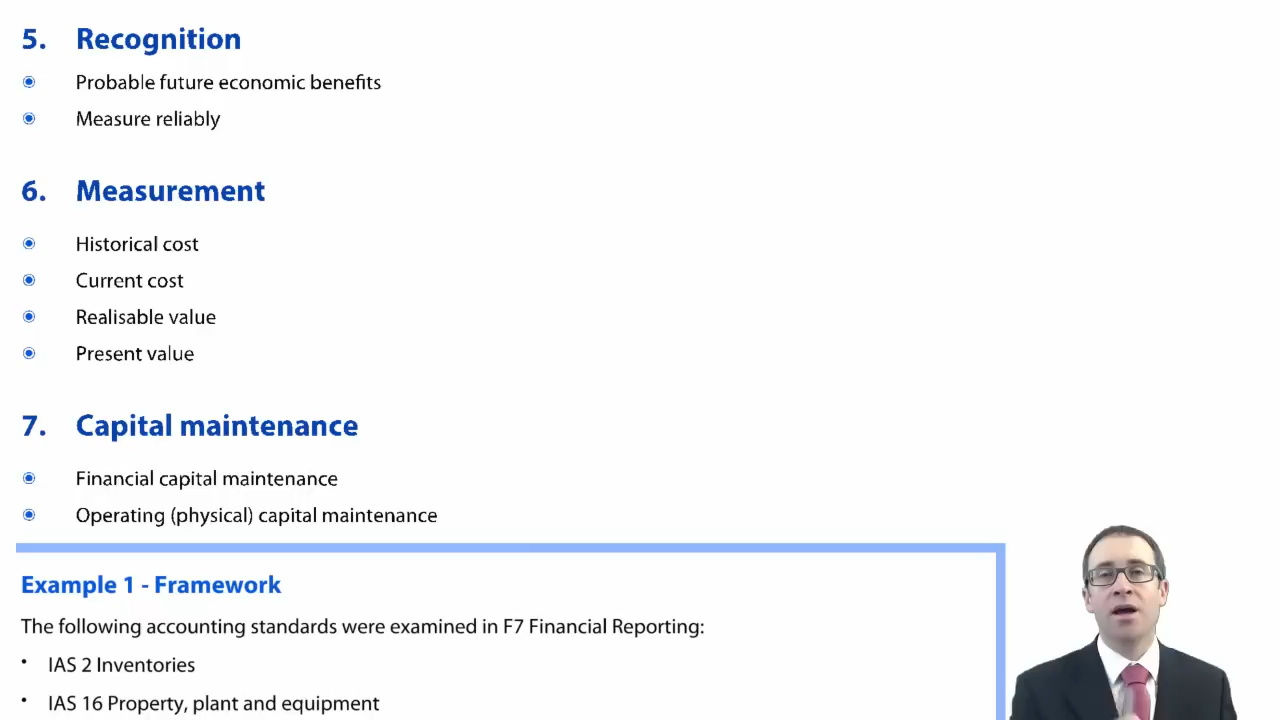 5. Recognition
Probable future economic benefits
Measure reliably
6. Measurement
Historical cost
Current cost
Realisable value
Present value
7. Capital maintenance
Financial capital maintenance
Operating (physical) capital maintenance
Example 1 - Framework
The following accounting standards were examined in F7 Financial Reporting:
• IAS 2 Inventories
• IAS 16 Property, plant and equipment